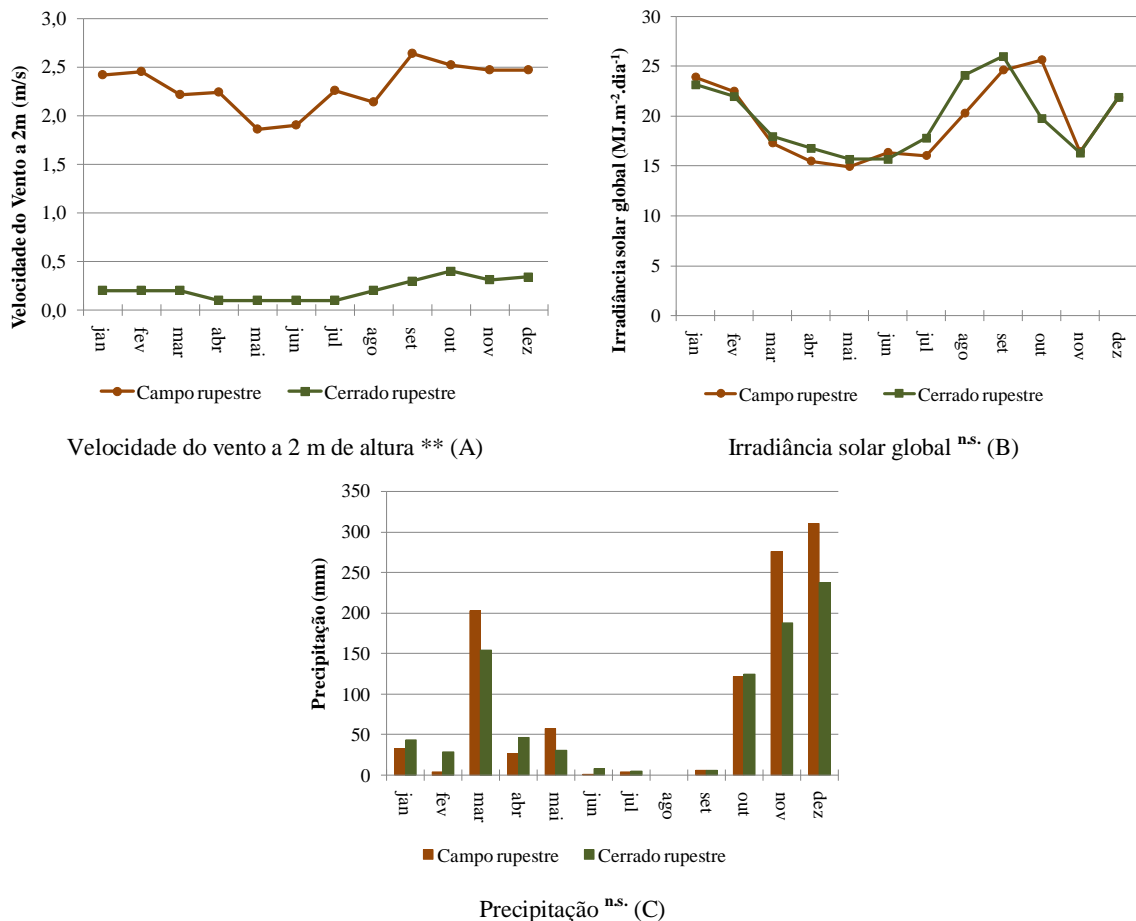 Velocidade do Vento a 2m (m/s)
3,0
2,5
2,0
1,5
1,0
0,5
0,0
jan fev mar abr mai jun jul ago set out nov dez
Campo rupestre Cerrado rupestre
Velocidade do vento a 2 m de altura ** (A)
Irradiância solar global (MJ.m⁻².dia⁻¹)
30
25
20
15
10
5
0
jan fev mar abr mai jun jul ago set out nov dez
Campo rupestre Cerrado rupestre
Irradiância solar global n.s. (B)
Precipitação (mm)
350
300
250
200
150
100
50
0
jan fev mar abr mai jun jul ago set out nov dez
Campo rupestre Cerrado rupestre
Precipitação n.s. (C)